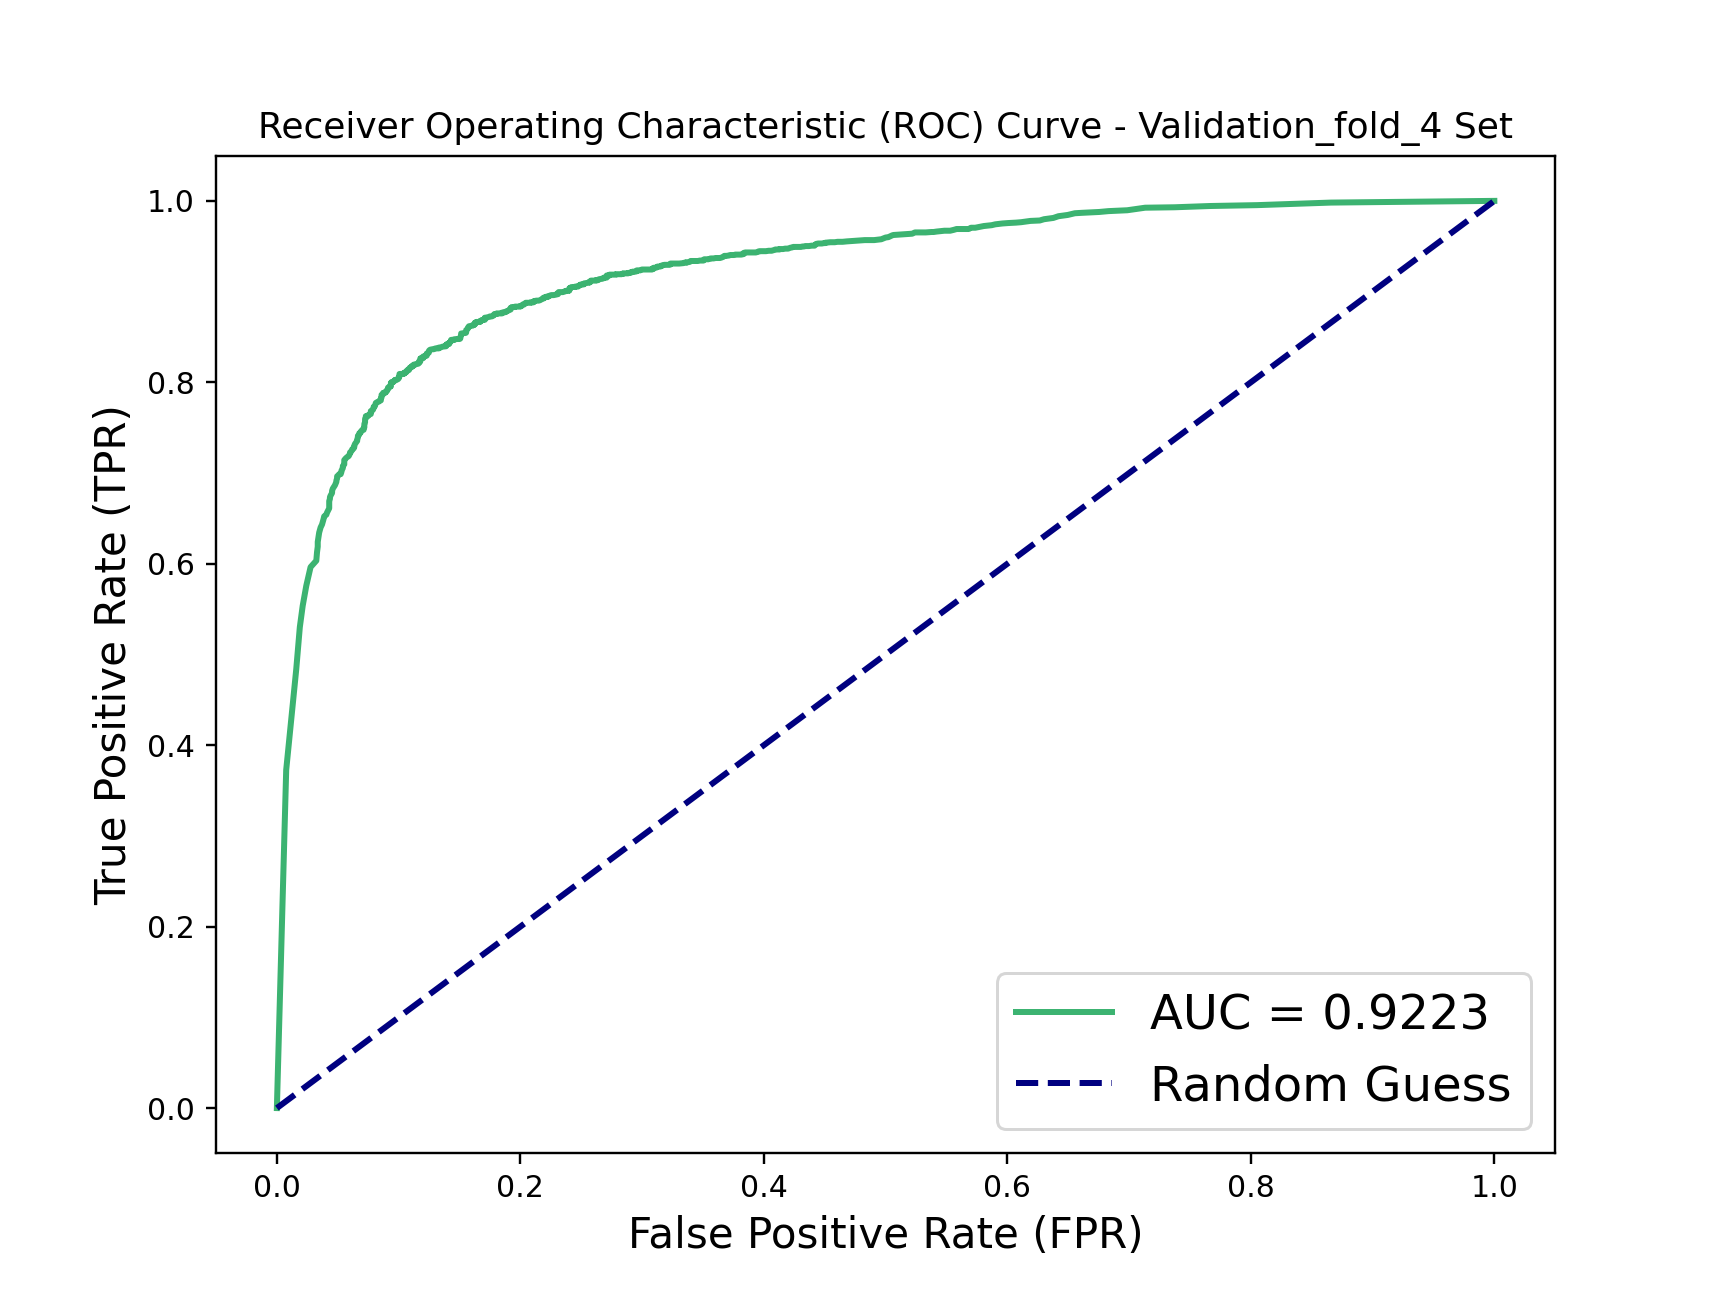 Receiver Operating Characteristic (ROC) Curve - Validation_fold_4 Set
True Positive Rate (TPR)
1.0
0.8
0.6
0.4
0.2
0.0
AUC = 0.9223
Random Guess
0.0 0.2 0.4 0.6 0.8 1.0
False Positive Rate (FPR)